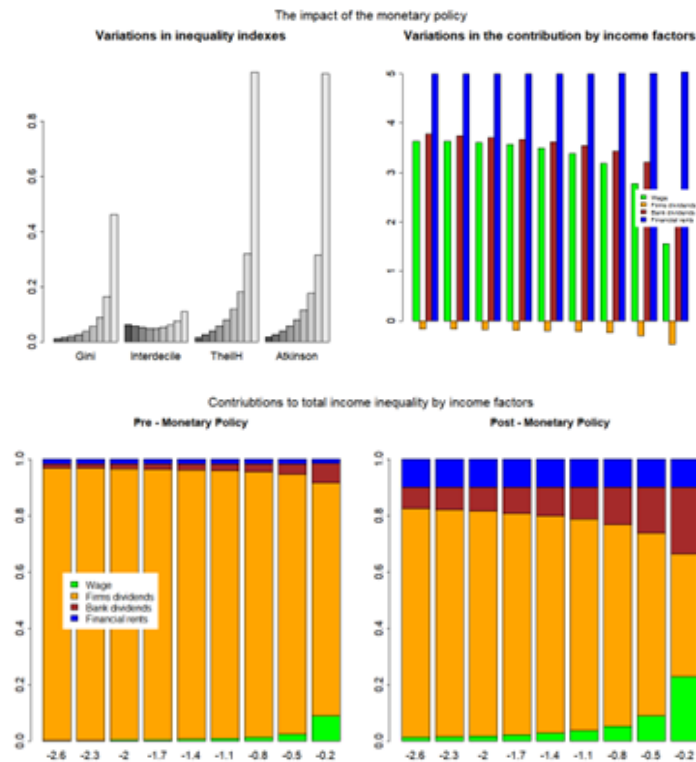 The impact of the monetary policy
Variations in inequality indexes
Variations in the contribution by income factors
0.0
0.2
0.4
0.6
0.8
Gini
Interdecile
TheilH
Atkinson
0
1
2
3
4
5
Wage
Firms dividends
Bank dividends
Financial rents
Contriubtions to total income inequality by income factors
Pre - Monetary Policy
Post - Monetary Policy
0.0
0.2
0.4
0.6
0.8
1.0
Wage
Firms dividends
Bank dividends
Financial rents
-2.6 -2.3 -2 -1.7 -1.4 -1.1 -0.8 -0.5 -0.2
0.0
0.2
0.4
0.6
0.8
1.0
-2.6 -2.3 -2 -1.7 -1.4 -1.1 -0.8 -0.5 -0.2